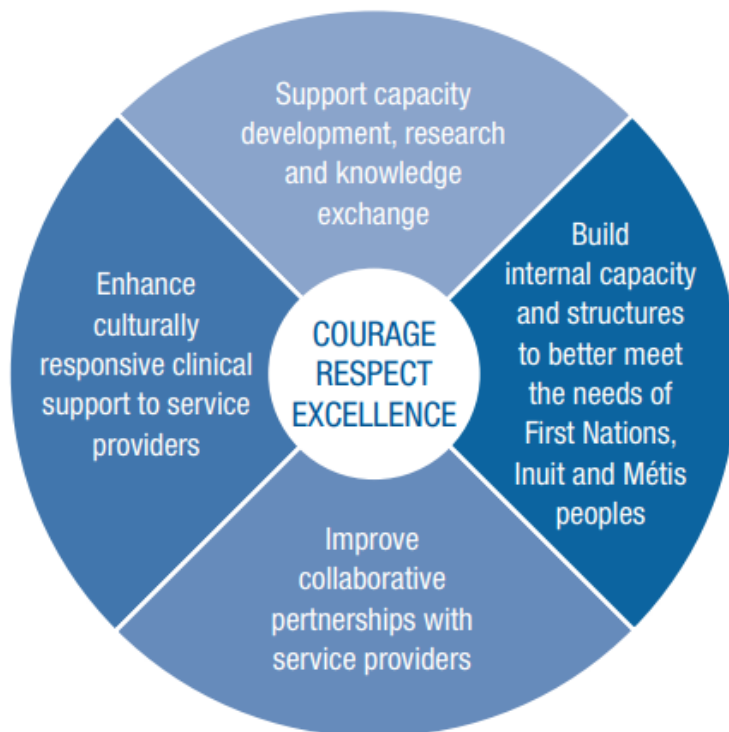 Support capacity
development, research
and knowledge
exchange
Build
internal capacity
and structures
to better meet
the needs of
First Nations,
Inuit and Métis
peoples
Improve
collaborative
pertnerships with
service providers
Enhance
culturally
responsive clinical
support to service
providers
COURAGE
RESPECT
EXCELLENCE